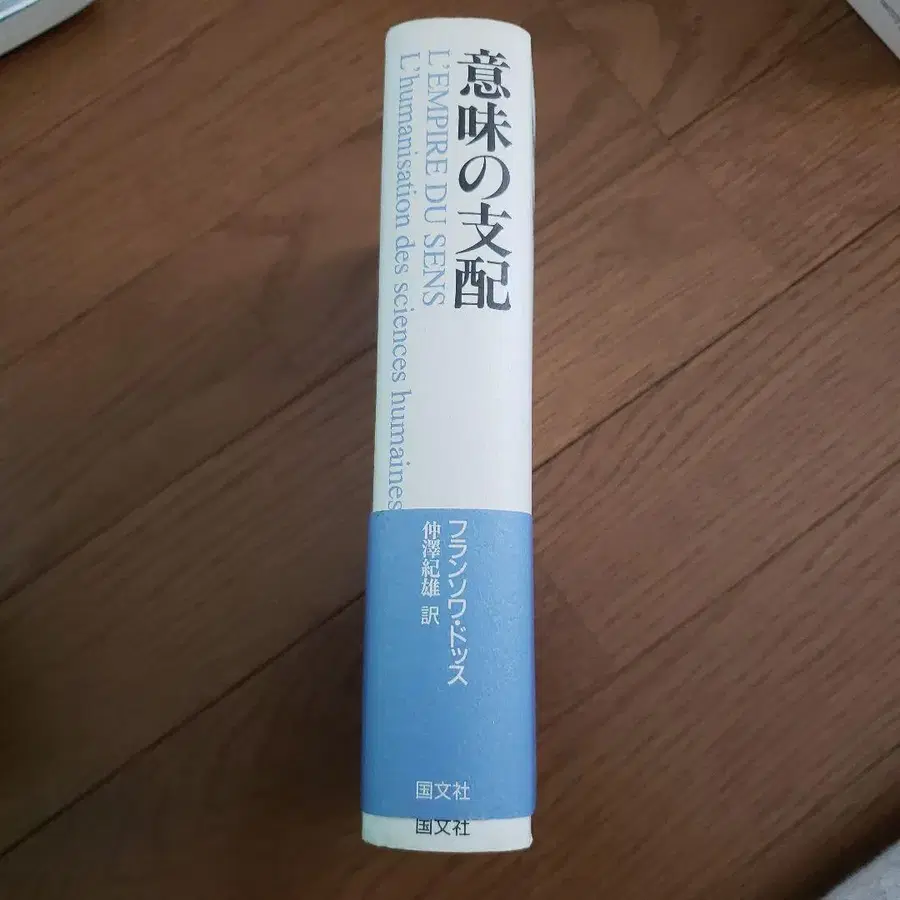 意味の支配
L'EMPIRE DU SENS
L'humanisation des sciences humaines
フランソワ・ドッス
仲澤紀雄 訳
国文社
国文社